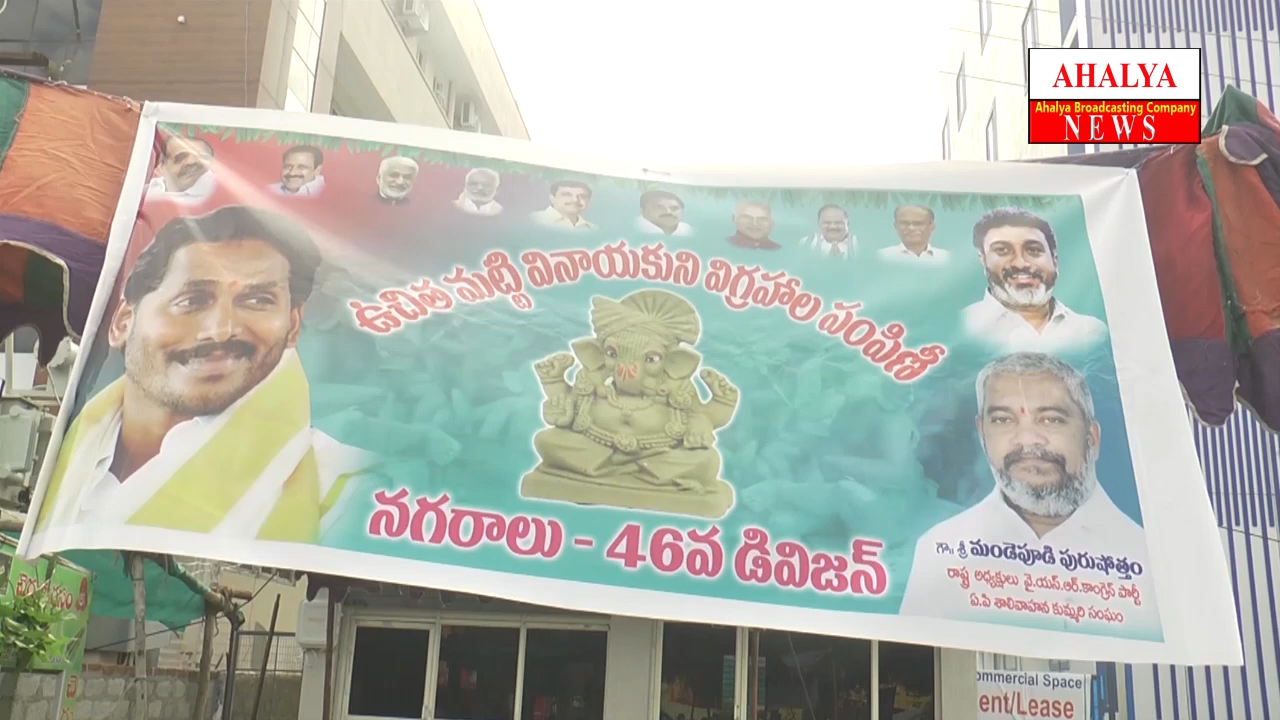 AHALYA
Ahalya Broadcasting Company
NEWS
ఉచిత మట్టి వినాయకుని విగ్రహాల పంపిణీ
నగరాలు - 46వ డివిజన్
గౌ॥ శ్రీ మండెపూడి పురుషోత్తం
రాష్ట్ర అధ్యక్షులు వై.యస్.ఆర్.కాంగ్రెస్ పార్టీ
ఏ.పి శాలివాహన కుమ్మరి సంఘం
ommercial Space
ent/Lease